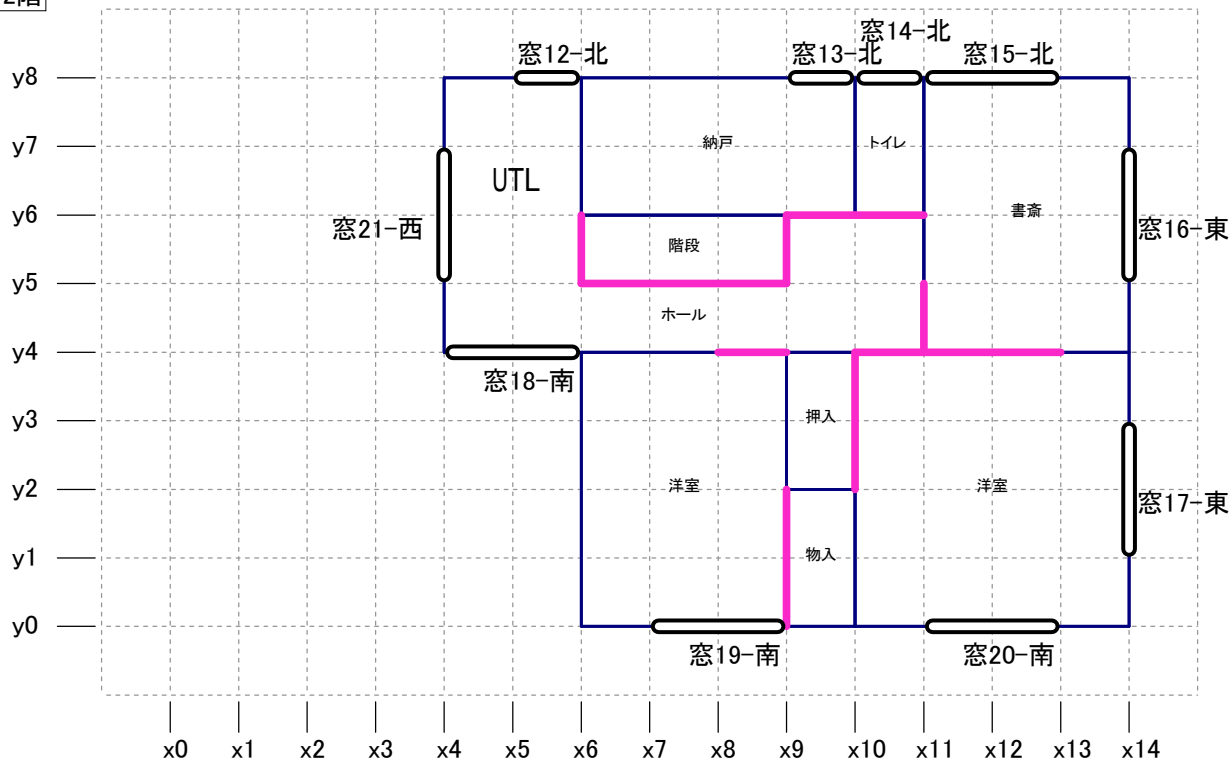 2階
窓14-北
窓12-北
窓13-北
窓15-北
y8
納戸
トイレ
y7
UTL
書斎
y6
窓21-西
窓16-東
階段
y5
ホール
y4
窓18-南
押入
y3
洋室
洋室
y2
窓17-東
物入
y1
y0
窓19-南
窓20-南
x0 x1 x2 x3 x4 x5 x6 x7 x8 x9 x10 x11 x12 x13 x14